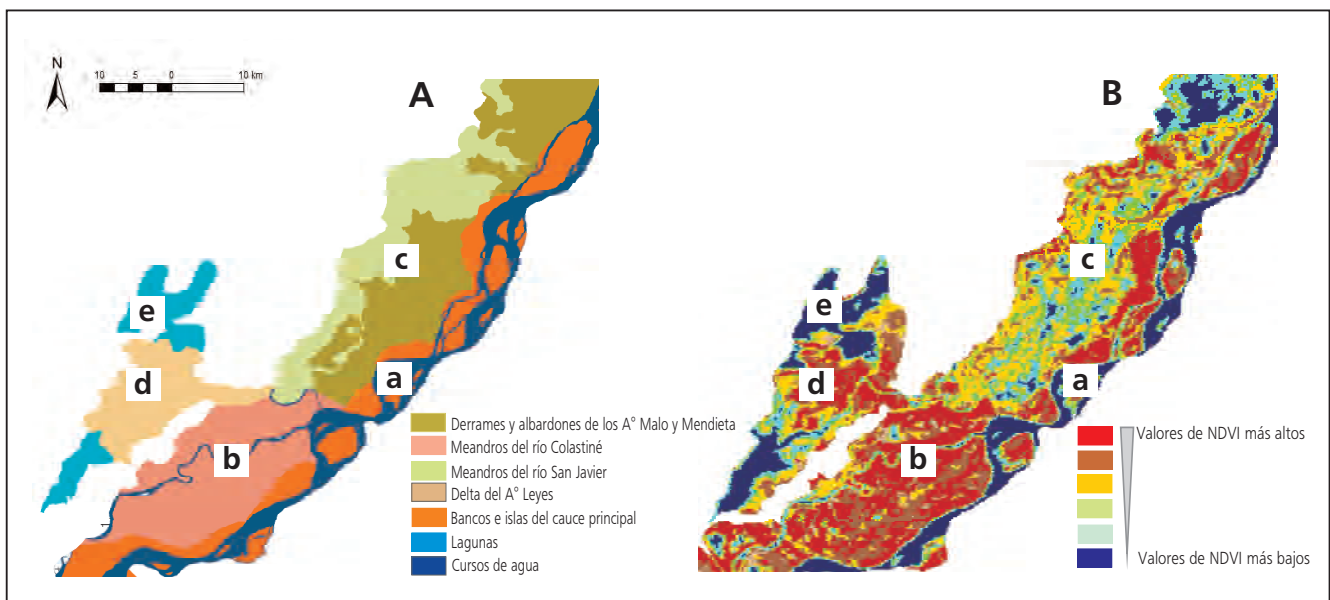 N
10 5 0 10 km
A
c
e
d
a
b
Derrames y albardones de los A° Malo y Mendieta
Meandros del río Colastiné
Meandros del río San Javier
Delta del A° Leyes
Bancos e islas del cauce principal
Lagunas
Cursos de agua
B
c
e
d
a
b
Valores de NDVI más altos
Valores de NDVI más bajos